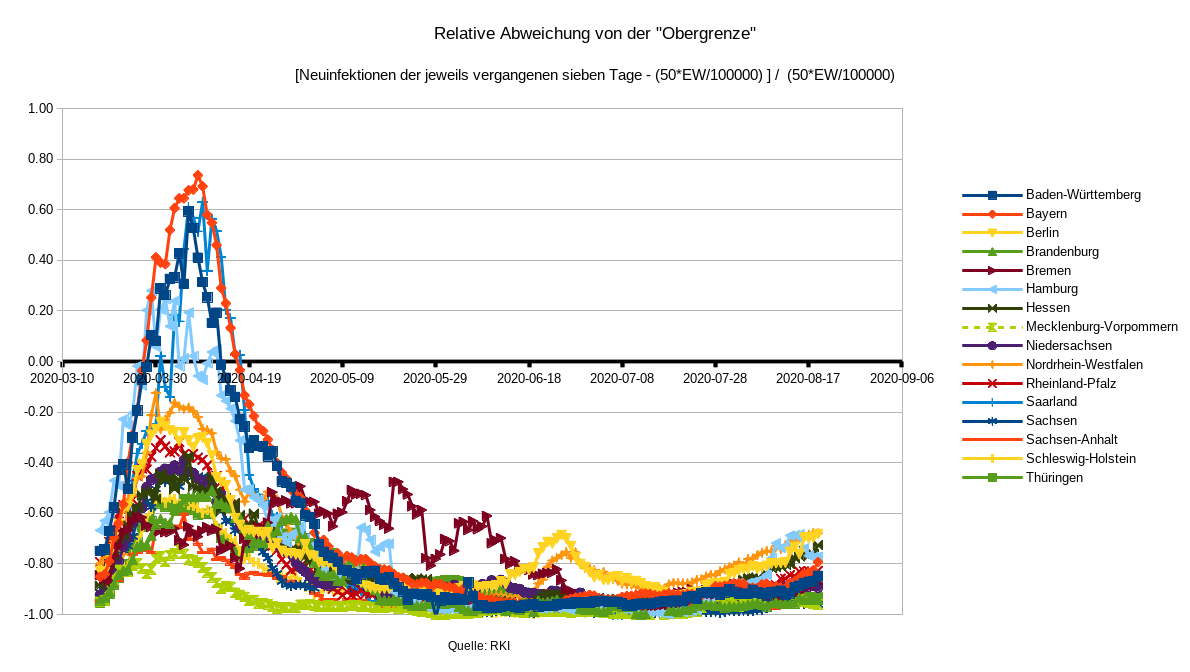 Relative Abweichung von der "Obergrenze"
[Neuinfektionen der jeweils vergangenen sieben Tage - (50*EW/100000) ] / (50*EW/100000)
1.00
0.80
0.60
0.40
0.20
0.00
-0.20
-0.40
-0.60
-0.80
-1.00
2020-03-10 2020-03-30 2020-04-19 2020-05-09 2020-05-29 2020-06-18 2020-07-08 2020-07-28 2020-08-17 2020-09-06
Baden-Württemberg
Bayern
Berlin
Brandenburg
Bremen
Hamburg
Hessen
Mecklenburg-Vorpommern
Niedersachsen
Nordrhein-Westfalen
Rheinland-Pfalz
Saarland
Sachsen
Sachsen-Anhalt
Schleswig-Holstein
Thüringen
Quelle: RKI